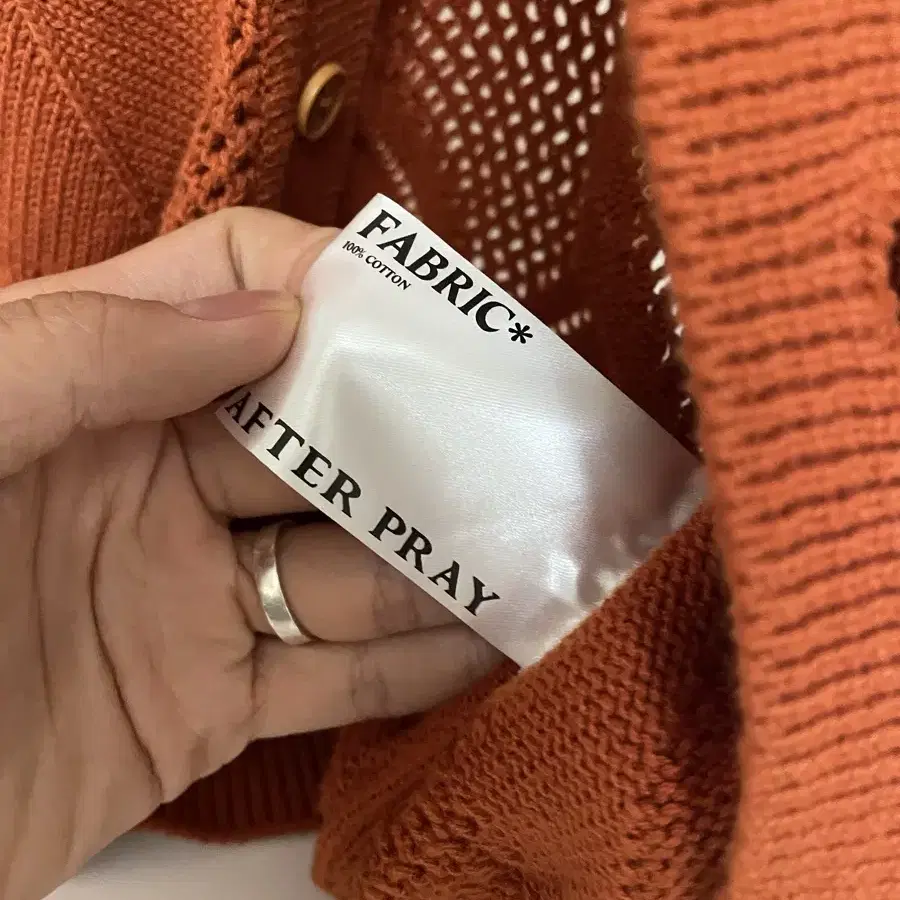 FABRIC*
100% COTTON
AFTER PRAY